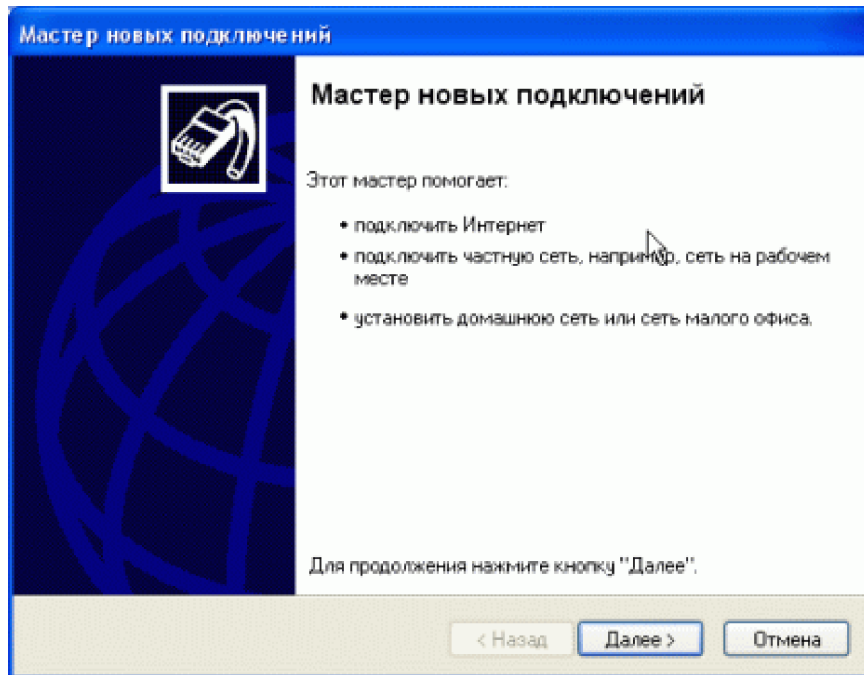 Мастер новых подключений
Мастер новых подключений
Этот мастер помогает:
• подключить Интернет
• подключить частную сеть, например, сеть на рабочем
месте
• установить домашнюю сеть или сеть малого офиса.
Для продолжения нажмите кнопку "Далее".
< Назад Далее > Отмена